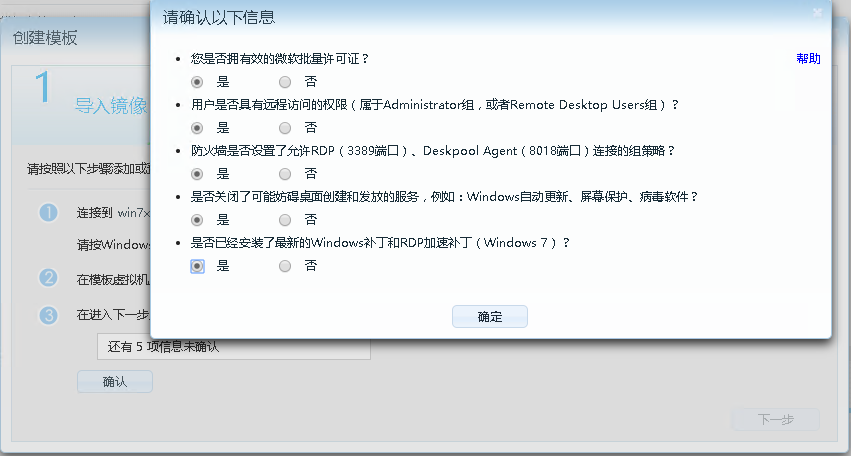 请确认以下信息
创建模板
您是否拥有效的微软批量许可证？
帮助
是 否
1 导入镜像
用户是否具有远程访问的权限（属于Administrator组，或者Remote Desktop Users组）？
是 否
防火墙是否设置了允许RDP（3389端口）、Deskpool Agent（8018端口）连接的组策略？
请按照以下步骤添加或
是 否
是否关闭了可能妨碍桌面创建和发放的服务，例如：Windows自动更新、屏幕保护、病毒软件？
1 连接到 win7x
是 否
请按Windows
是否已经安装了最新的Windows补丁和RDP加速补丁（Windows 7）？
是 否
2 在模板虚拟机
3 在进入下一步
确定
还有 5 项信息未确认
确认
下一步